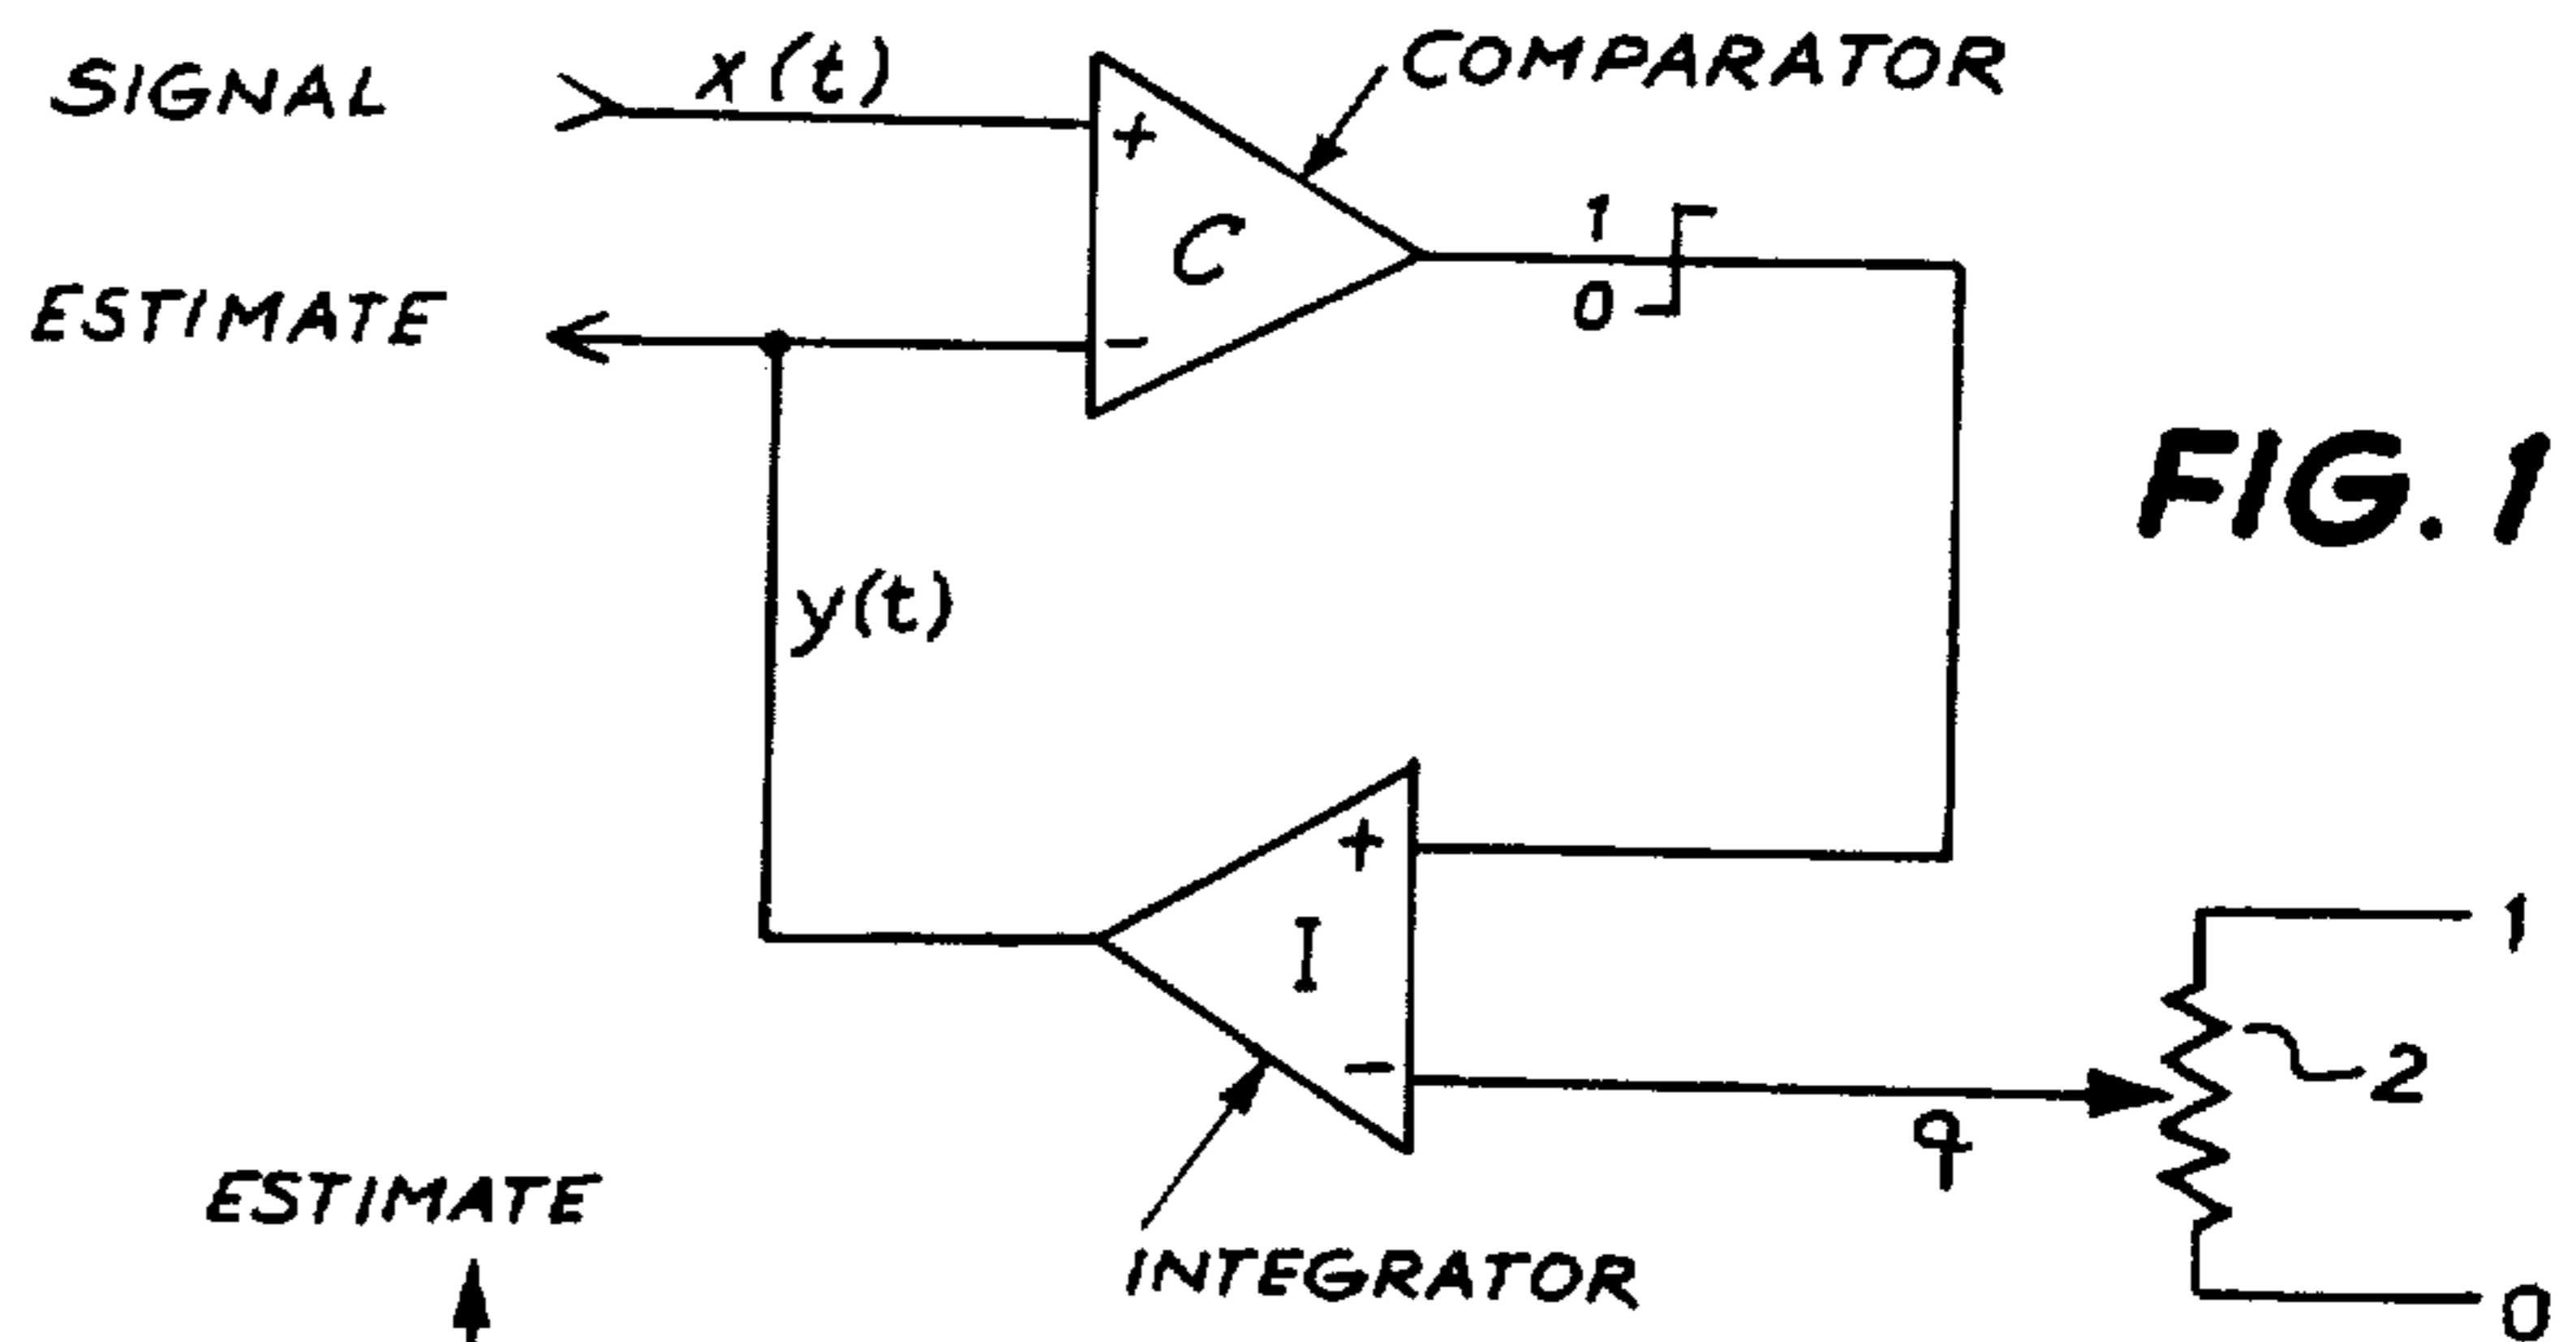 SIGNAL
x(t)
COMPARATOR
+
C
1
0
ESTIMATE
-
FIG. 1
y(t)
+
I
-
1
2
q
0
ESTIMATE
INTEGRATOR